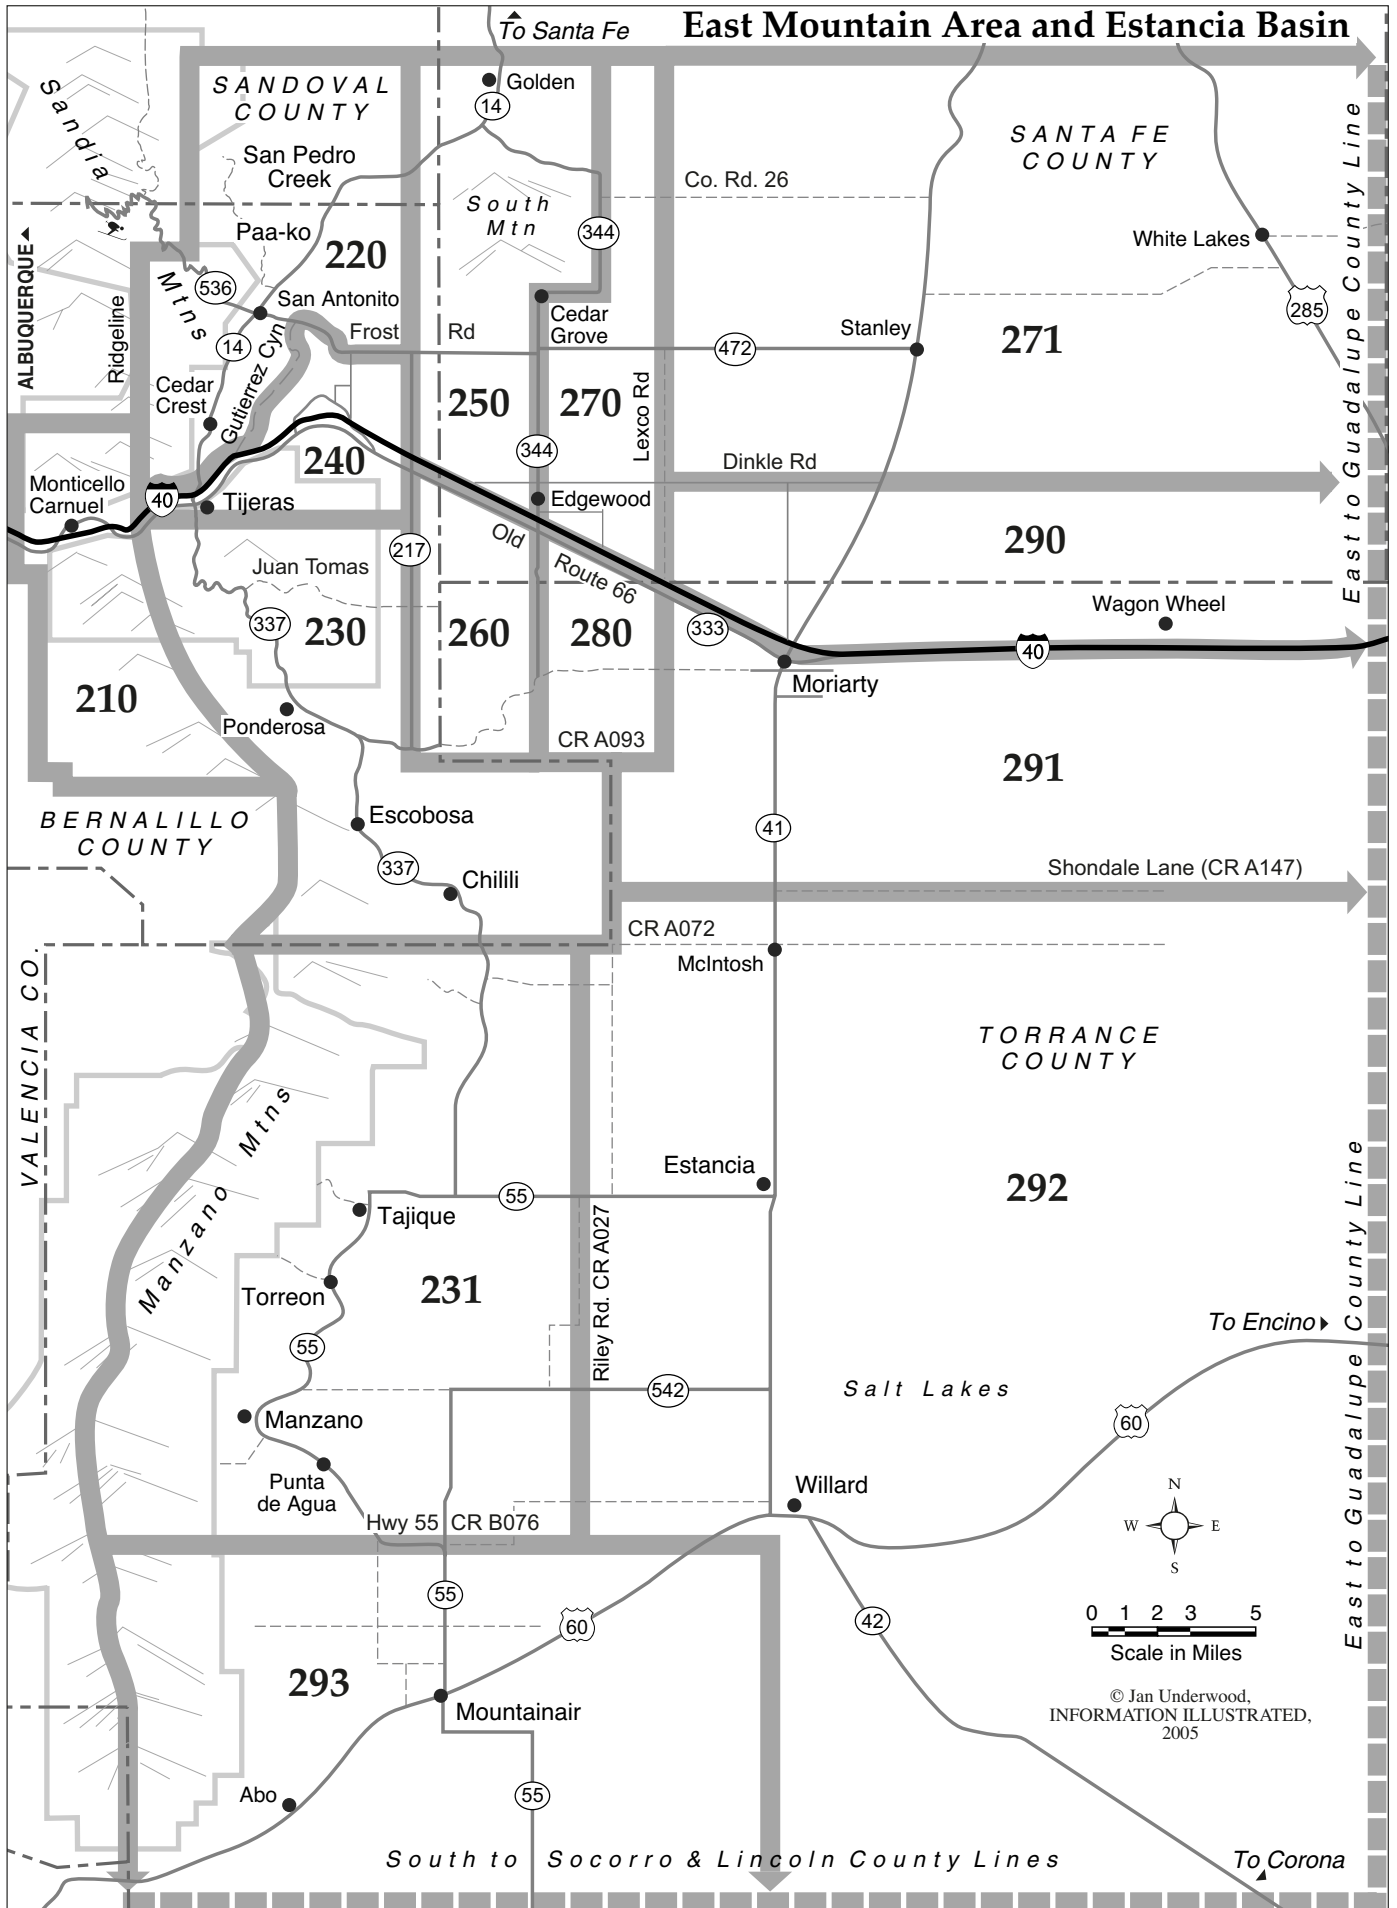 East Mountain Area and Estancia Basin
To Santa Fe
Golden
14
SANDOVAL
COUNTY
Sandia
Mtns
San Pedro
Creek
SANTA FE
COUNTY
Co. Rd. 26
South
Mtn
344
Paa-ko
220
White Lakes
ALBUQUERQUE
Ridgeline
536
San Antonito
285
14
Gutierrez Cyn
Frost
Rd
Cedar
Grove
472
Stanley
271
East to Guadalupe County Line
Cedar
Crest
250
270
Lexco Rd
344
240
Dinkle Rd
Monticello
Carnuel
40
Tijeras
Edgewood
Old
Route 66
217
290
Juan Tomas
337
230
260
280
333
Wagon Wheel
40
210
Moriarty
Ponderosa
CR A093
291
BERNALILLO
COUNTY
Escobosa
41
337
Chilili
Shondale Lane (CR A147)
CR A072
McIntosh
VALENCIA CO.
TORRANCE
COUNTY
Manzano Mtns
Estancia
292
55
Tajique
Riley Rd. CR A027
East to Guadalupe County Line
Torreon
231
55
To Encino
542
Salt Lakes
Manzano
60
Punta
de Agua
Willard
N
W
E
S
Hwy 55
CR B076
55
60
42
0 1 2 3 5
Scale in Miles
293
Mountainair
© Jan Underwood,
INFORMATION ILLUSTRATED,
2005
Abo
55
South to Socorro & Lincoln County Lines
To Corona